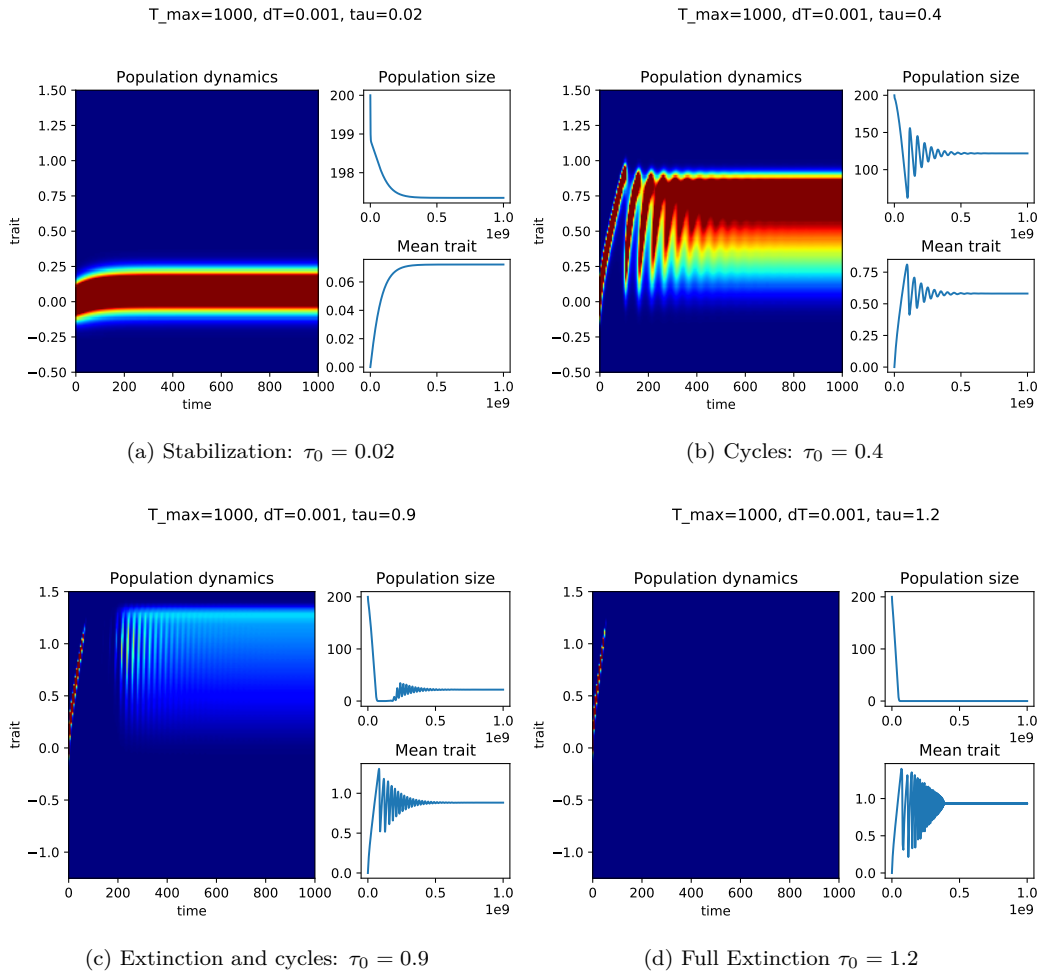 T_max=1000, dT=0.001, tau=0.02
Population dynamics
1.50
1.25
1.00
0.75
0.50
0.25
0.00
−0.25
−0.50
trait
0 200 400 600 800 1000
time
Population size
200
199
198
0.0 0.5 1.0
1e9
Mean trait
0.06
0.04
0.02
0.00
0.0 0.5 1.0
1e9
(a) Stabilization: τ0 = 0.02
T_max=1000, dT=0.001, tau=0.4
Population dynamics
1.50
1.25
1.00
0.75
0.50
0.25
0.00
−0.25
−0.50
trait
0 200 400 600 800 1000
time
Population size
200
150
100
0.0 0.5 1.0
1e9
Mean trait
0.75
0.50
0.25
0.00
0.0 0.5 1.0
1e9
(b) Cycles: τ0 = 0.4
T_max=1000, dT=0.001, tau=0.9
Population dynamics
1.5
1.0
0.5
0.0
−0.5
−1.0
trait
0 200 400 600 800 1000
time
Population size
200
100
0
0.0 0.5 1.0
1e9
Mean trait
1.0
0.5
0.0
0.0 0.5 1.0
1e9
(c) Extinction and cycles: τ0 = 0.9
T_max=1000, dT=0.001, tau=1.2
Population dynamics
1.5
1.0
0.5
0.0
−0.5
−1.0
trait
0 200 400 600 800 1000
time
Population size
200
100
0
0.0 0.5 1.0
1e9
Mean trait
1.0
0.5
0.0
0.0 0.5 1.0
1e9
(d) Full Extinction τ0 = 1.2